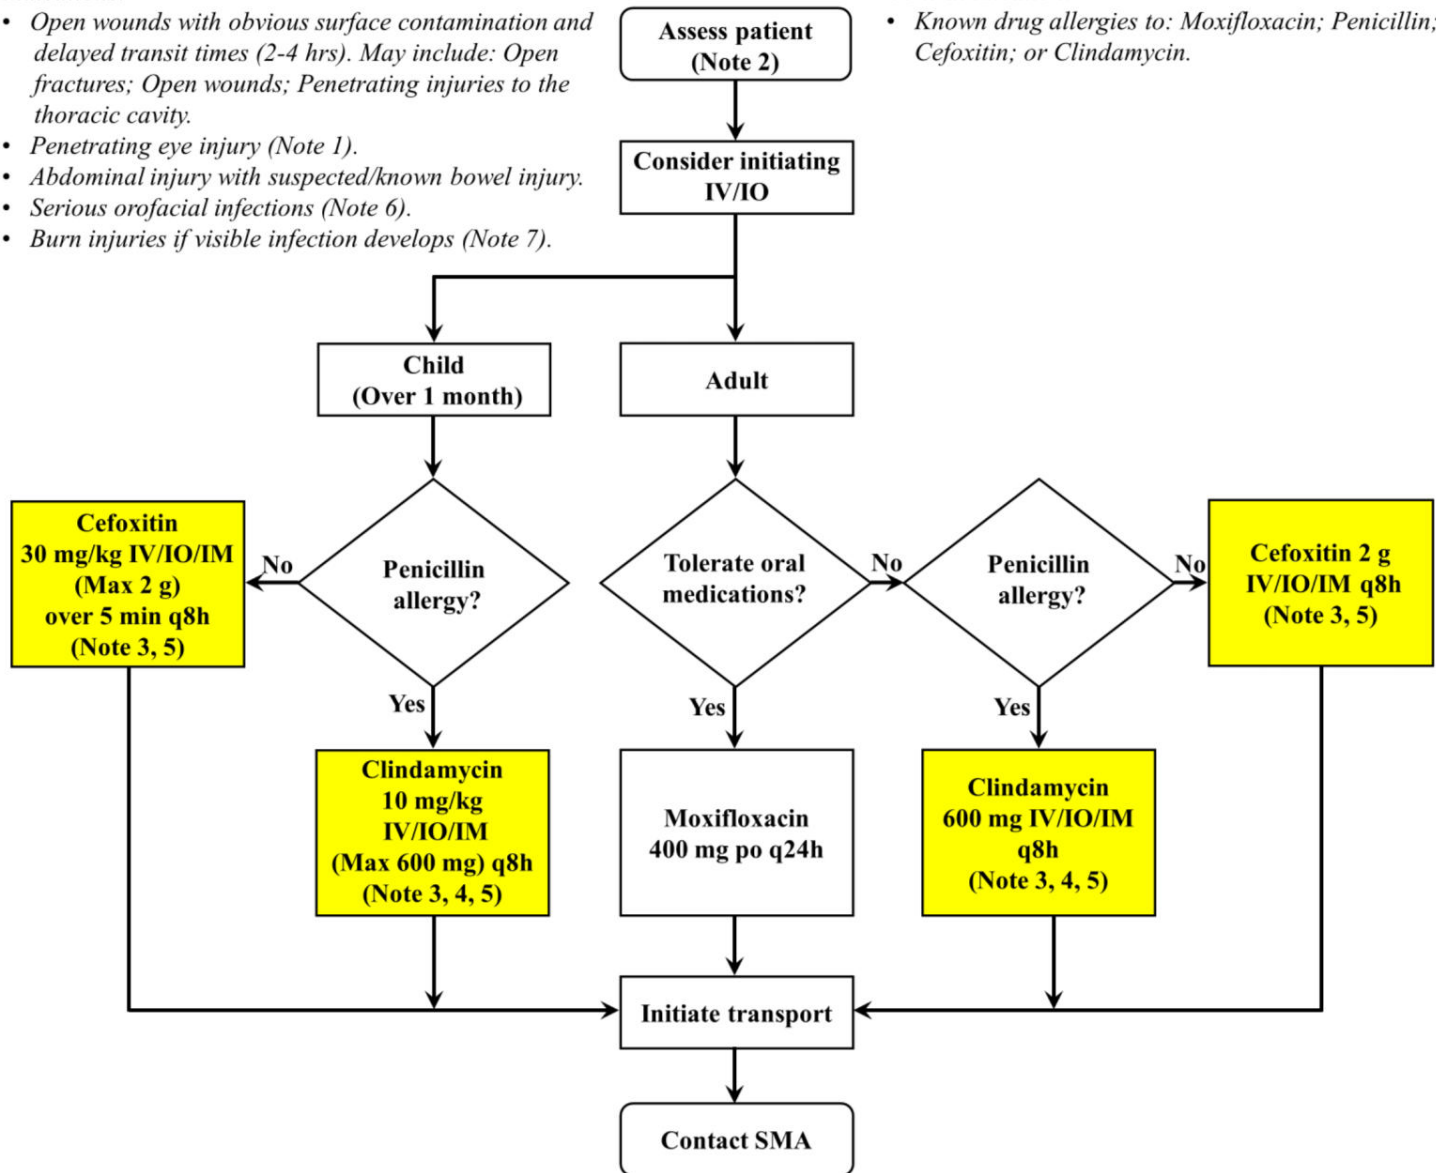 • Open wounds with obvious surface contamination and
delayed transit times (2-4 hrs). May include: Open
fractures; Open wounds; Penetrating injuries to the
thoracic cavity.
• Penetrating eye injury (Note 1).
• Abdominal injury with suspected/known bowel injury.
• Serious orofacial infections (Note 6).
• Burn injuries if visible infection develops (Note 7).
Assess patient
(Note 2)
• Known drug allergies to: Moxifloxacin; Penicillin;
Cefoxitin; or Clindamycin.
Consider initiating
IV/IO
Child
(Over 1 month)
Adult
Cefoxitin
30 mg/kg IV/IO/IM
(Max 2 g)
over 5 min q8h
(Note 3, 5)
No
Penicillin
allergy?
Tolerate oral
medications?
No
Penicillin
allergy?
No
Cefoxitin 2 g
IV/IO/IM q8h
(Note 3, 5)
Yes
Yes
Yes
Clindamycin
10 mg/kg
IV/IO/IM
(Max 600 mg) q8h
(Note 3, 4, 5)
Moxifloxacin
400 mg po q24h
Clindamycin
600 mg IV/IO/IM
q8h
(Note 3, 4, 5)
Initiate transport
Contact SMA